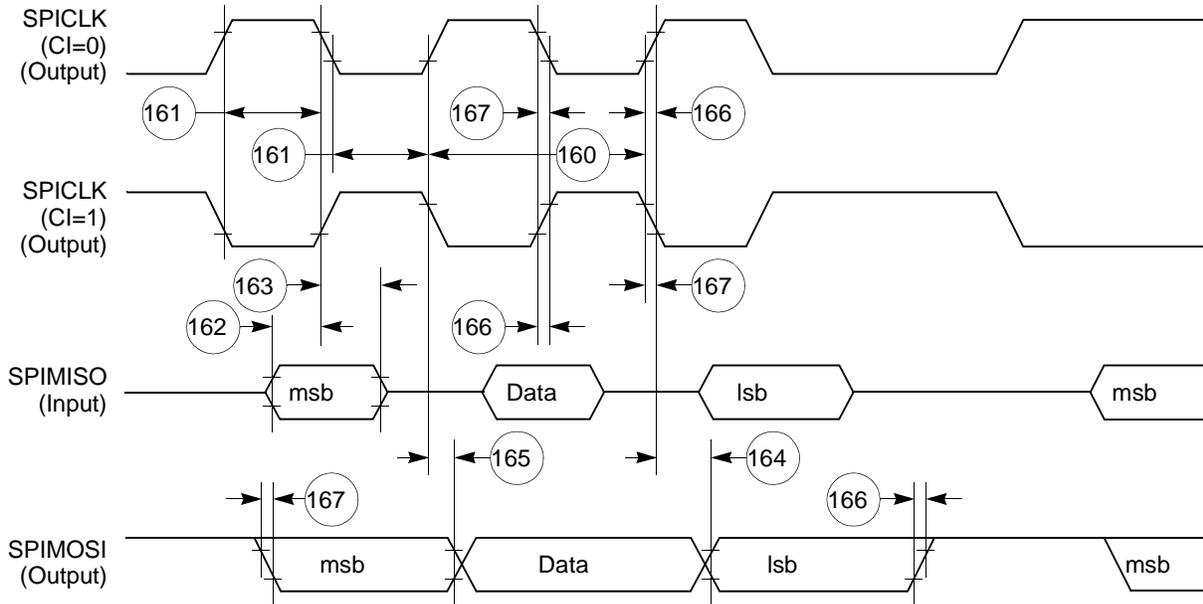 SPICLK
(CI=0)
(Output)
161
167
166
161
160
SPICLK
(CI=1)
(Output)
163
167
162
166
SPIMISO
(Input)
msb
Data
lsb
msb
165
164
167
166
SPIMOSI
(Output)
msb
Data
lsb
msb